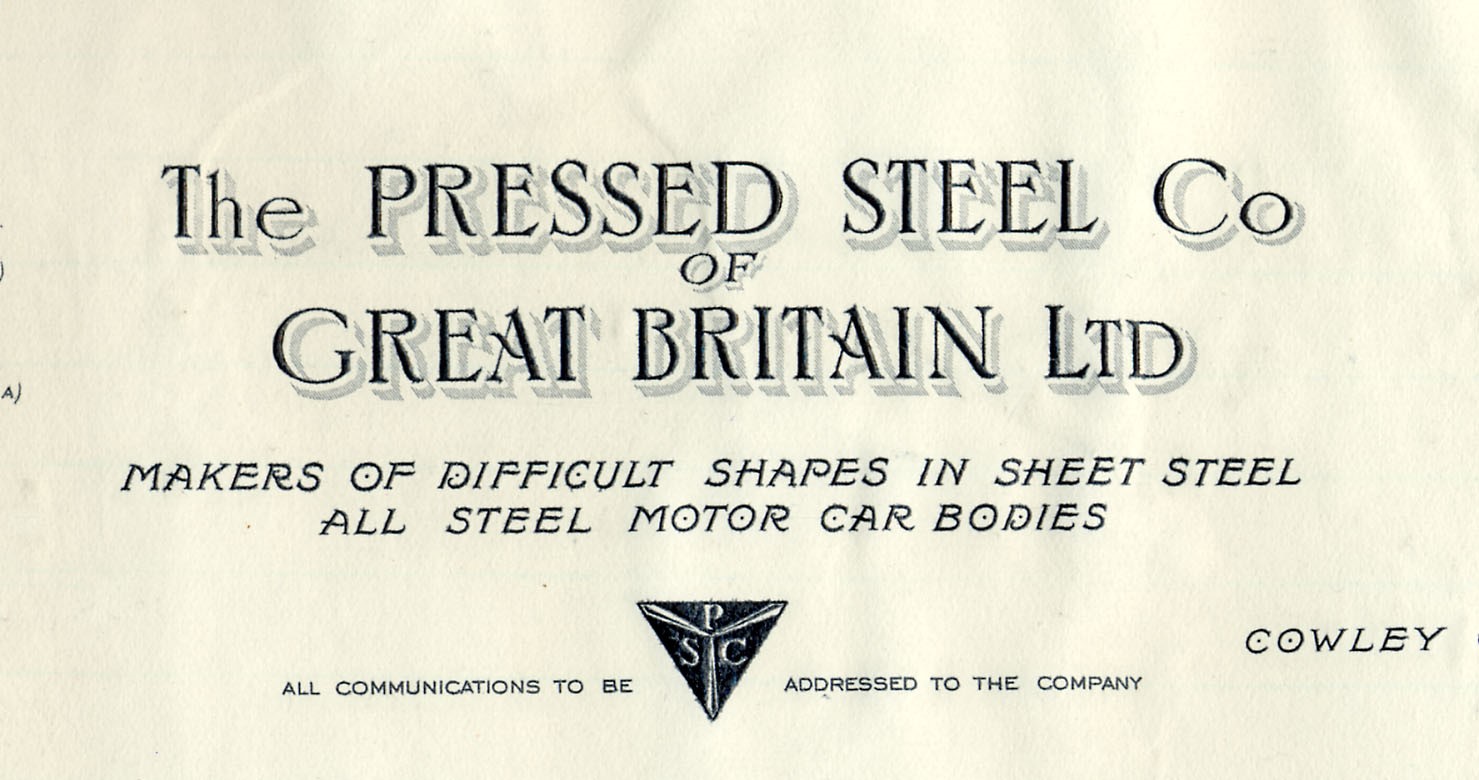 The PRESSED STEEL Co
OF
GREAT BRITAIN LTD
MAKERS OF DIFFICULT SHAPES IN SHEET STEEL
ALL STEEL MOTOR CAR BODIES
P
S C
COWLEY
ALL COMMUNICATIONS TO BE ADDRESSED TO THE COMPANY
A)